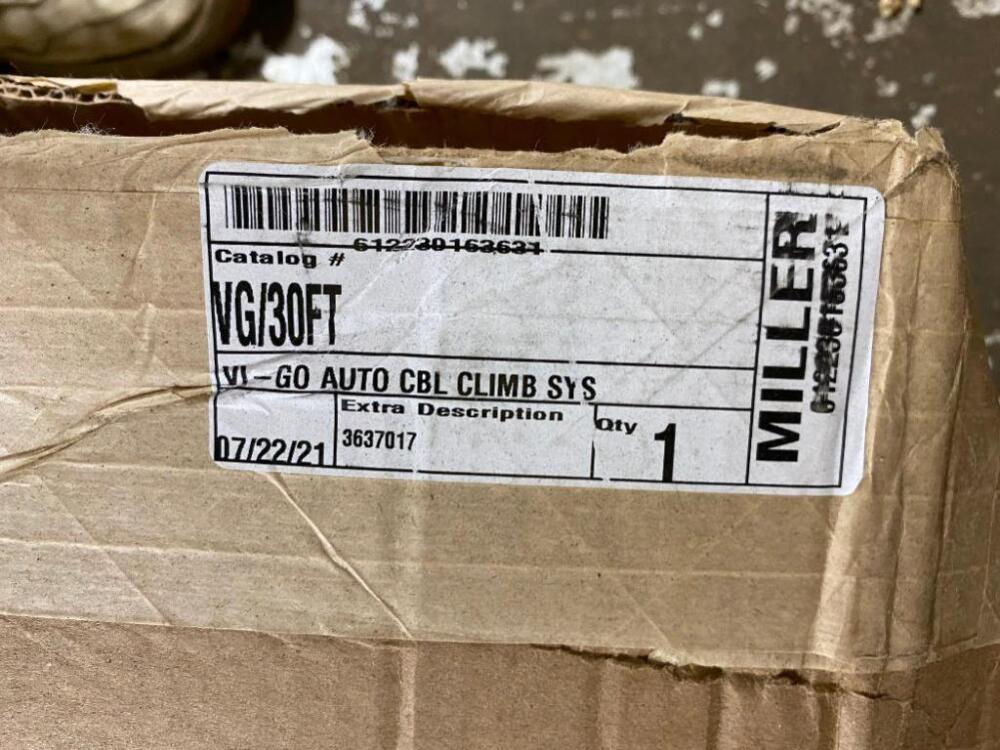 612230163631
Catalog #
VG/30FT
VI-GO AUTO CBL CLIMB SYS
07/22/21
Extra Description
3637017
Qty
1
MILLER
612230163631